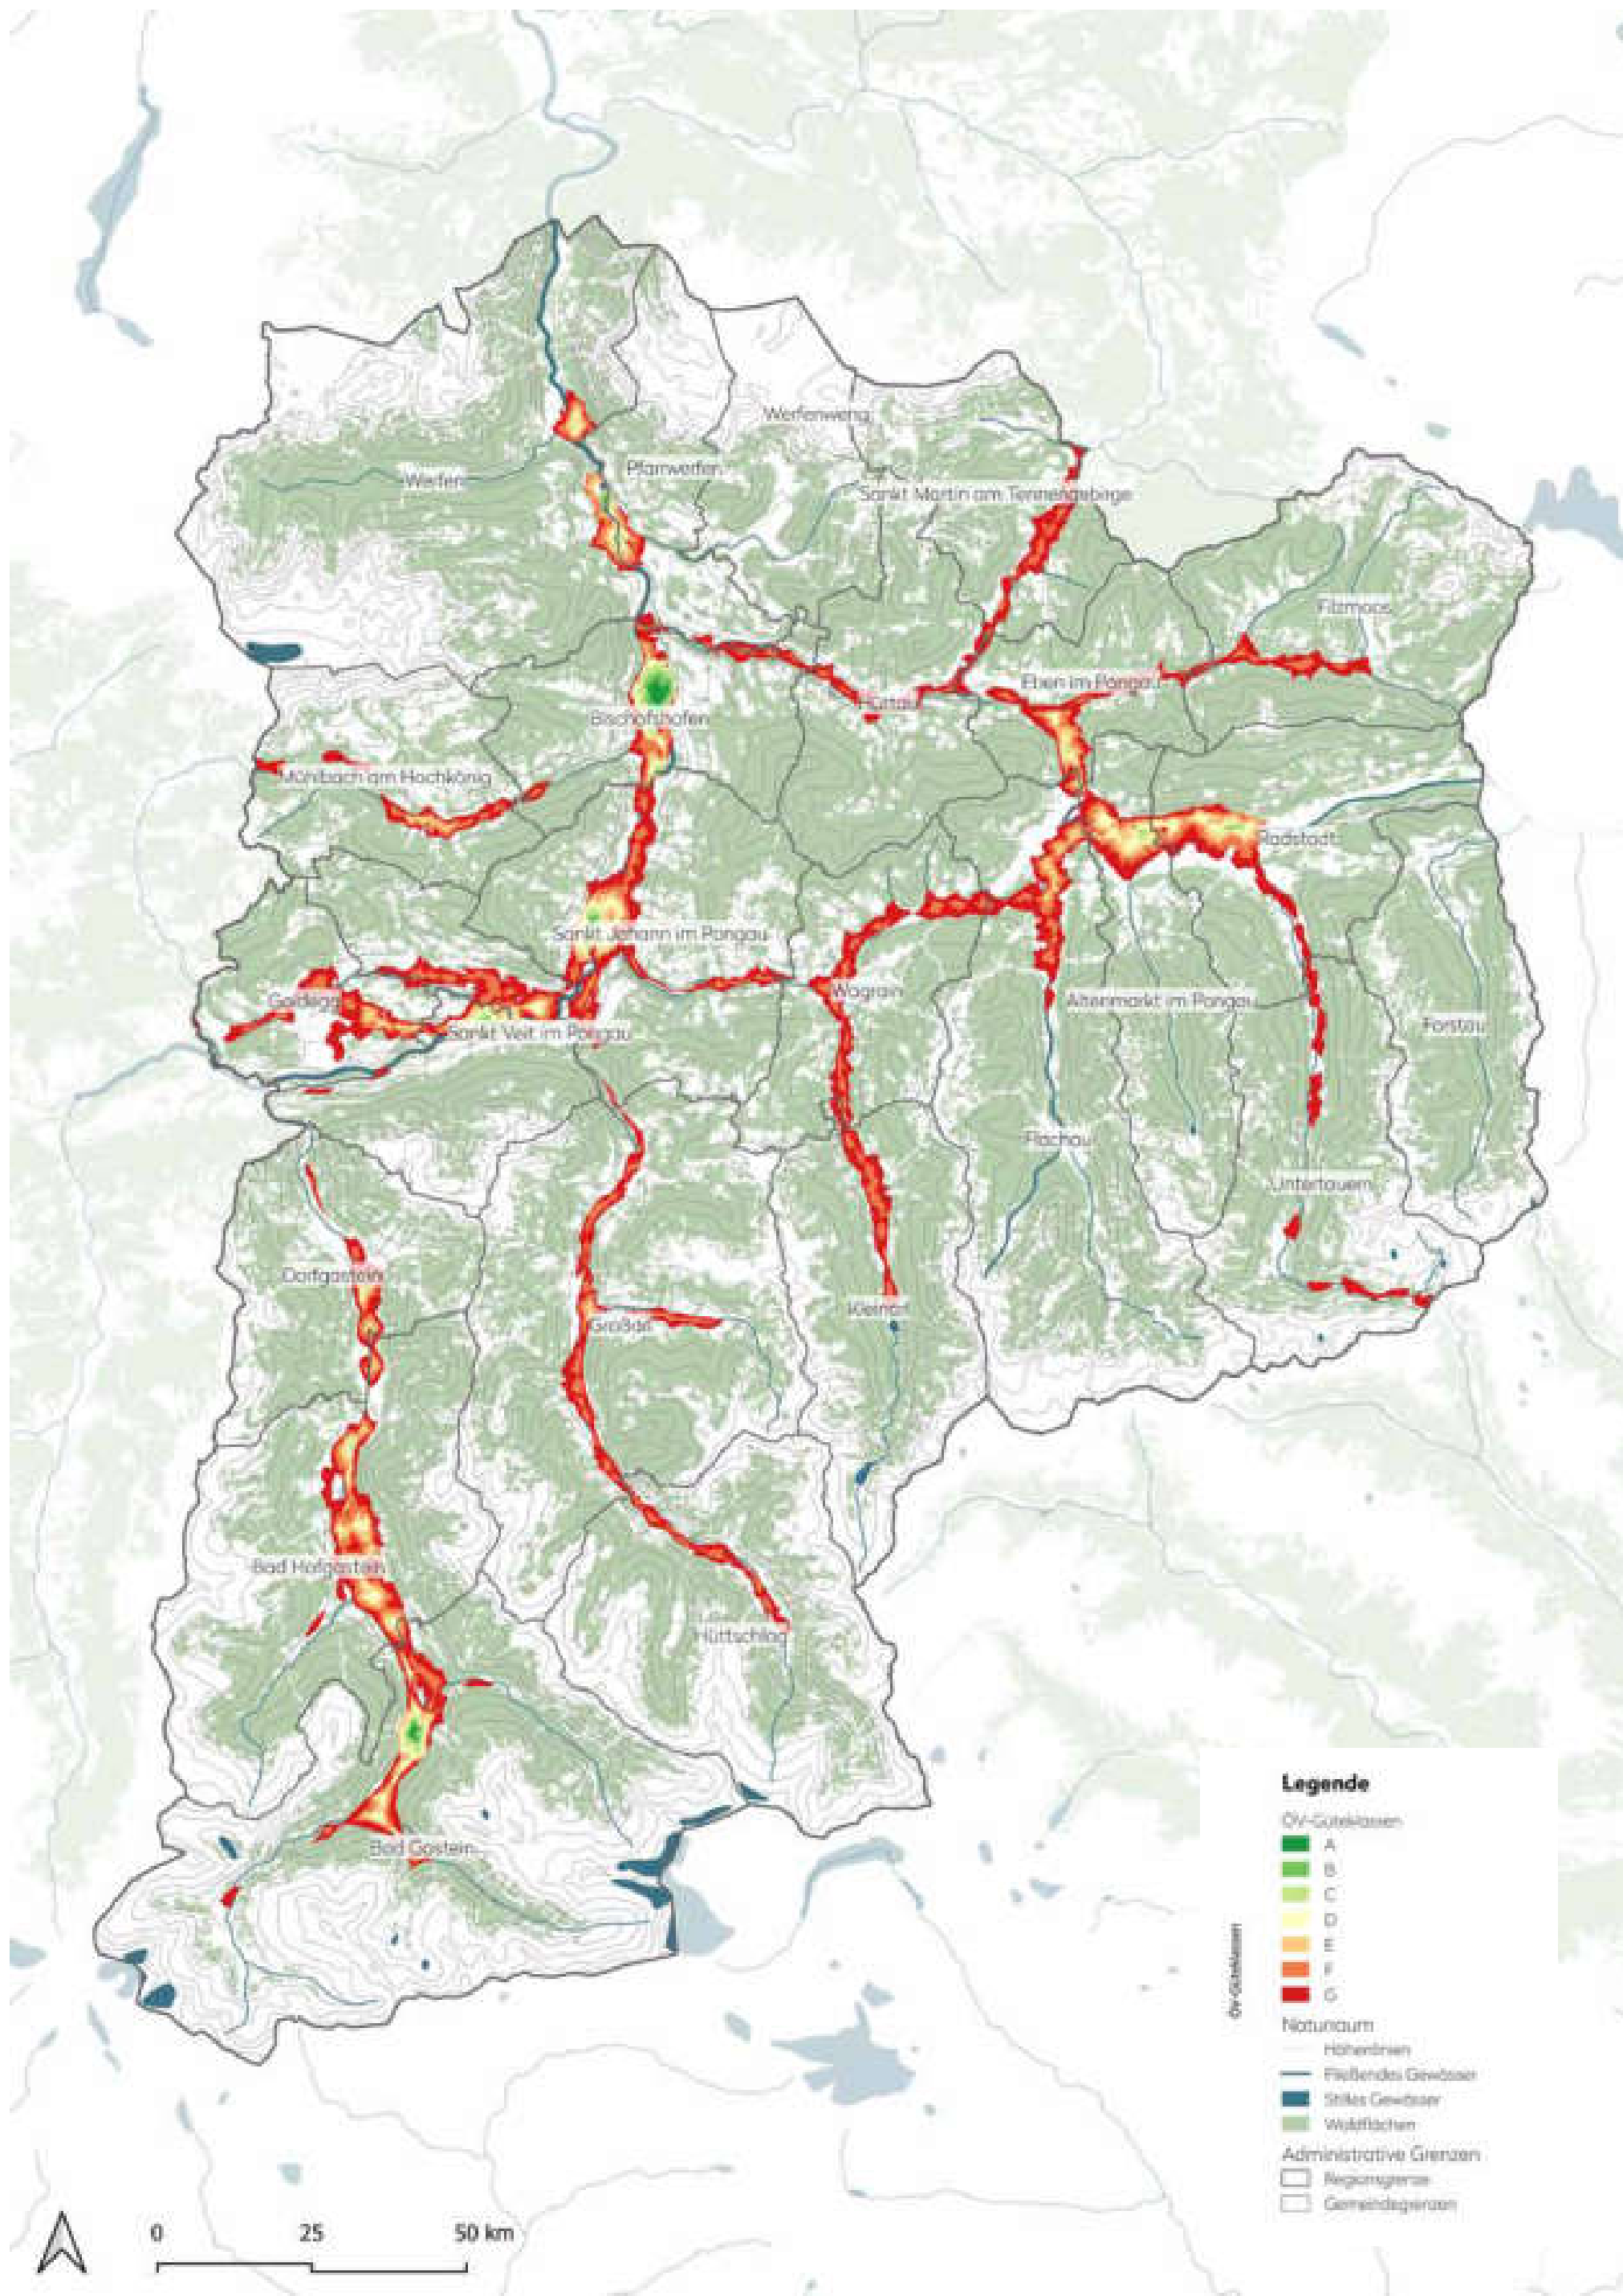 Werfenweng
Pfarrwerfen
Werfen
Sankt Martin am Tennengebirge
Filzmoos
Eben im Pongau
Hüttau
Bischofshofen
Mühlbach am Hochkönig
Radstadt
Sankt Johann im Pongau
Wagrain
Goldegg
Altenmarkt im Pongau
Sankt Veit im Pongau
Forstau
Flachau
Untertauern
Dorfgastein
Kleinarl
Großarl
Bad Hofgastein
Hüttschlag
Bad Gastein
Legende
ÖV-Güteklassen
A
B
C
D
E
F
G
ÖV-Güteklassen
Naturraum
Höhenlinien
Fließendes Gewässer
Stilles Gewässer
Waldflächen
Administrative Grenzen
Regionsgrenze
Gemeindegrenzen
0 25 50 km